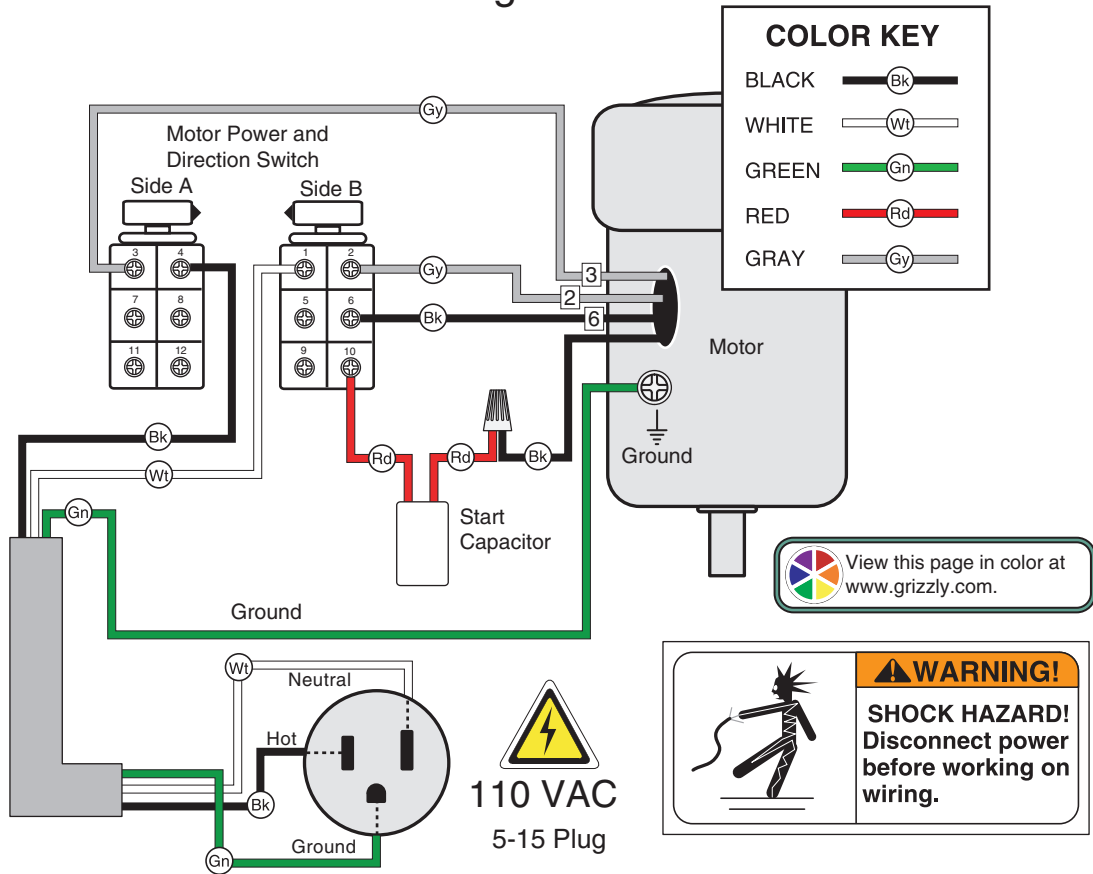 COLOR KEY
BLACK
Bk
WHITE
Wt
GREEN
Gn
RED
Rd
GRAY
Gy
Gy
Motor Power and
Direction Switch
Side A
Side B
3
4
7
8
11
12
1
2
5
6
9
10
Gy
Bk
3
2
6
Motor
Ground
Bk
Wt
Gn
Rd
Rd
Bk
Start
Capacitor
Ground
View this page in color at
www.grizzly.com.
Wt
Neutral
Hot
Bk
Ground
Gn
110 VAC
5-15 Plug
WARNING!
SHOCK HAZARD!
Disconnect power
before working on
wiring.